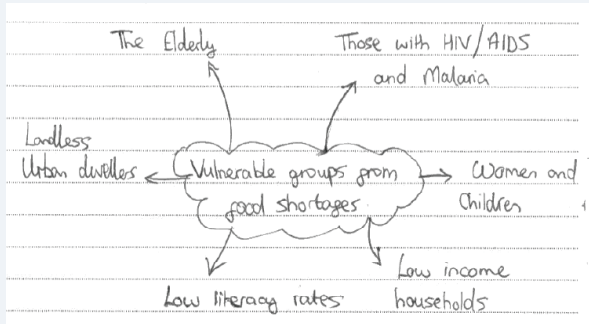 The Elderly
Those with HIV/AIDS
and Malaria
Landless
Urban dwellers
Vulnerable groups from
food shortages.
Women and
Children
Low income
households
Low literacy rates